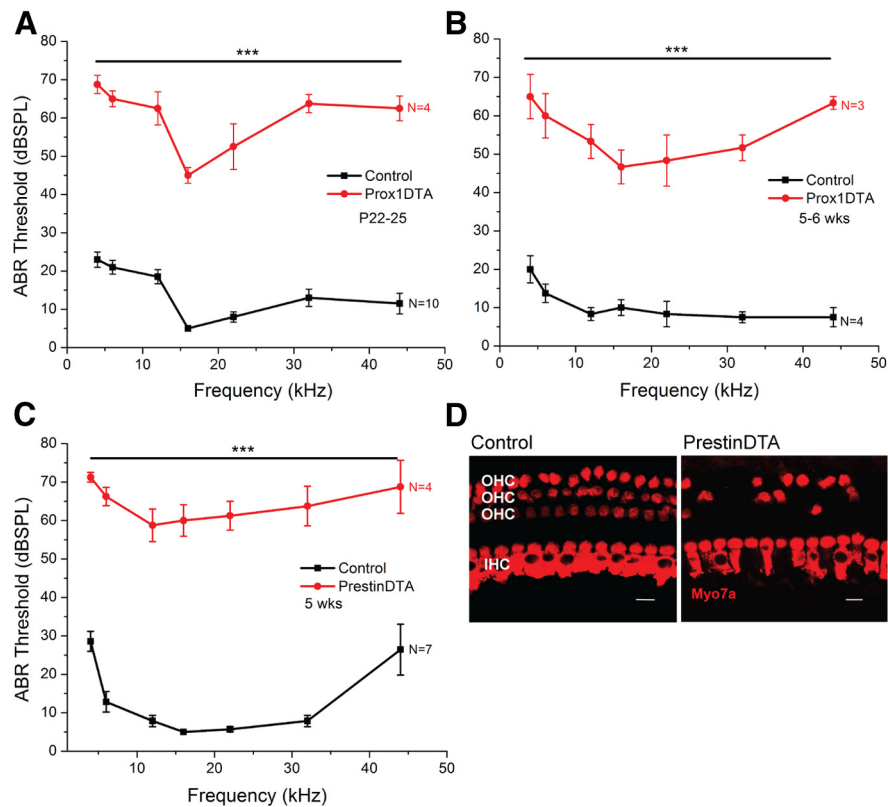 A
***
80
70
60
50
40
30
20
10
0
0 10 20 30 40 50
ABR Threshold (dBSPL)
Frequency (kHz)
N=4
Control
Prox1DTA
P22-25
N=10
B
***
80
70
60
50
40
30
20
10
0
0 10 20 30 40 50
Frequency (kHz)
N=3
Control
Prox1DTA
5-6 wks
N=4
C
***
80
70
60
50
40
30
20
10
0
10 20 30 40 50
ABR Threshold (dBSPL)
Frequency (kHz)
N=4
Control
PrestinDTA
5 wks
N=7
D
Control PrestinDTA
OHC
OHC
OHC
IHC
Myo7a